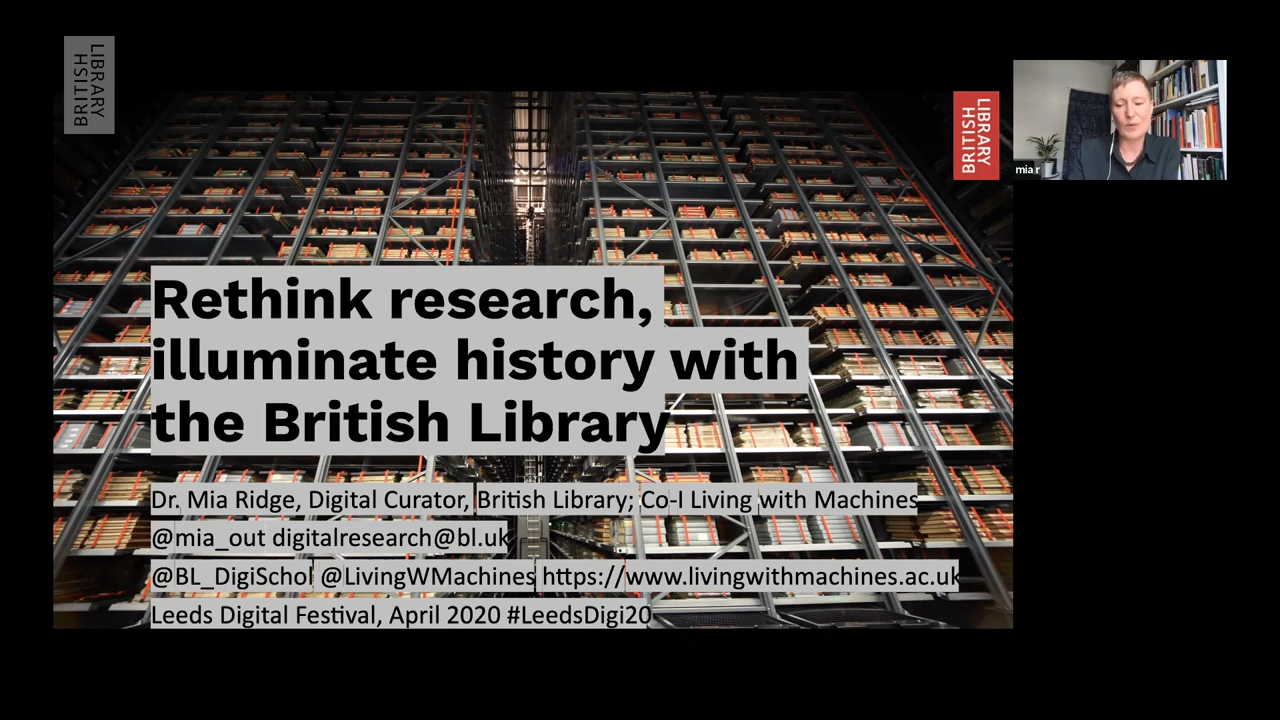 BRITISH
LIBRARY
BRITISH
LIBRARY
mia r
Rethink research,
illuminate history with
the British Library
Dr. Mia Ridge, Digital Curator, British Library; Co-I Living with Machines
@mia_out digitalresearch@bl.uk
@BL_DigiSchol @LivingWMachines https://www.livingwithmachines.ac.uk
Leeds Digital Festival, April 2020 #LeedsDigi20